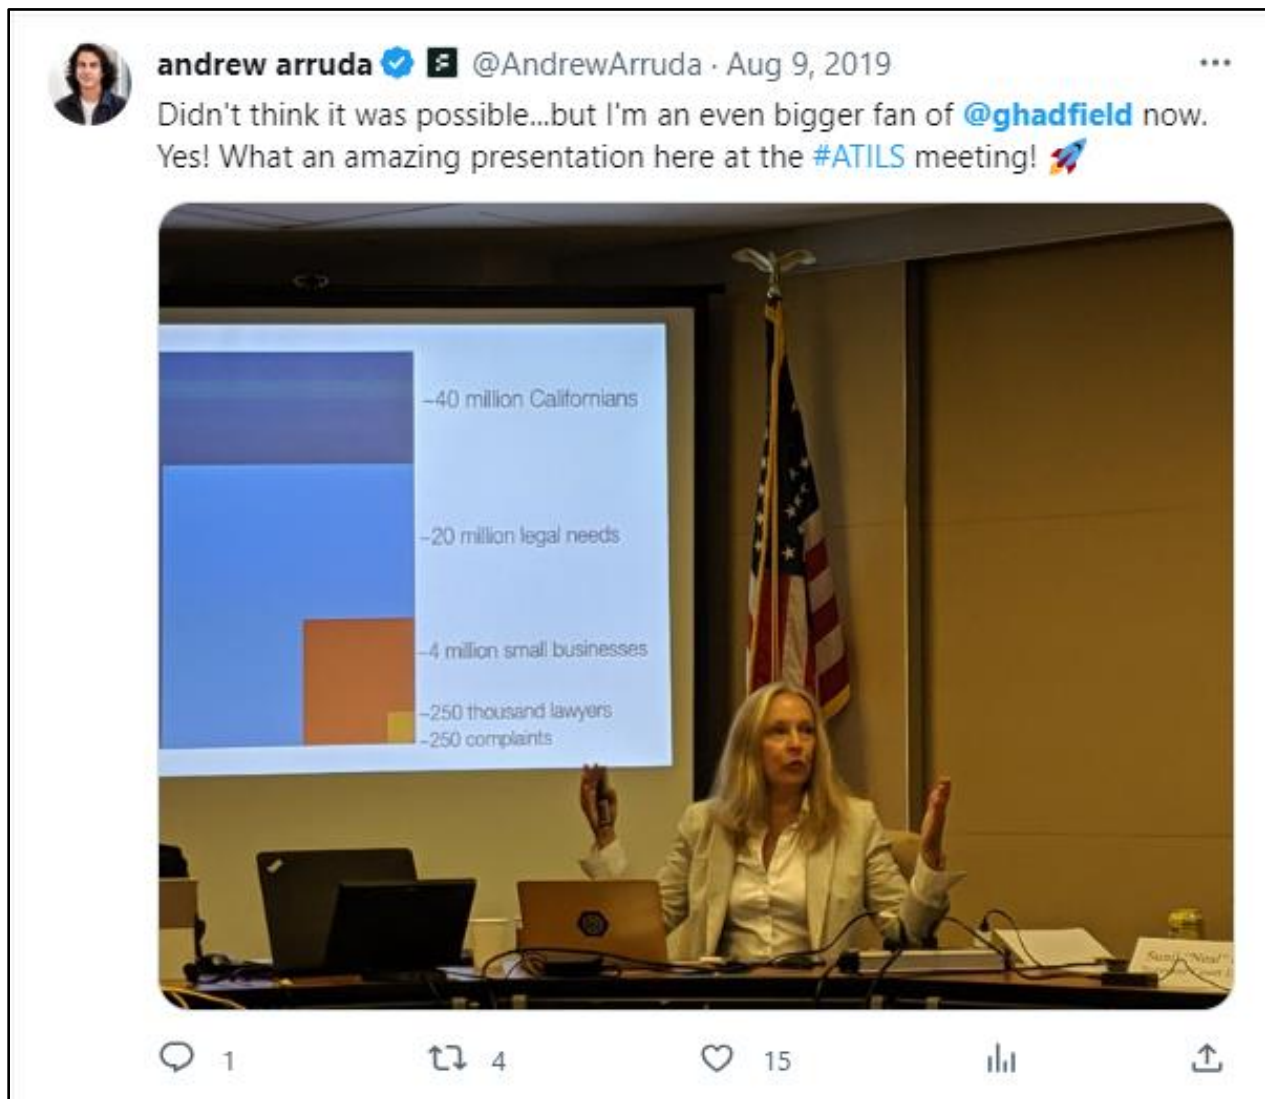 andrew arruda @AndrewArruda · Aug 9, 2019
Didn't think it was possible...but I'm an even bigger fan of @ghadfield now.
Yes! What an amazing presentation here at the #ATILS meeting! 🚀
~40 million Californians
~20 million legal needs
~4 million small businesses
~250 thousand lawyers
~250 complaints
Sunil "Neal"
1 4 15